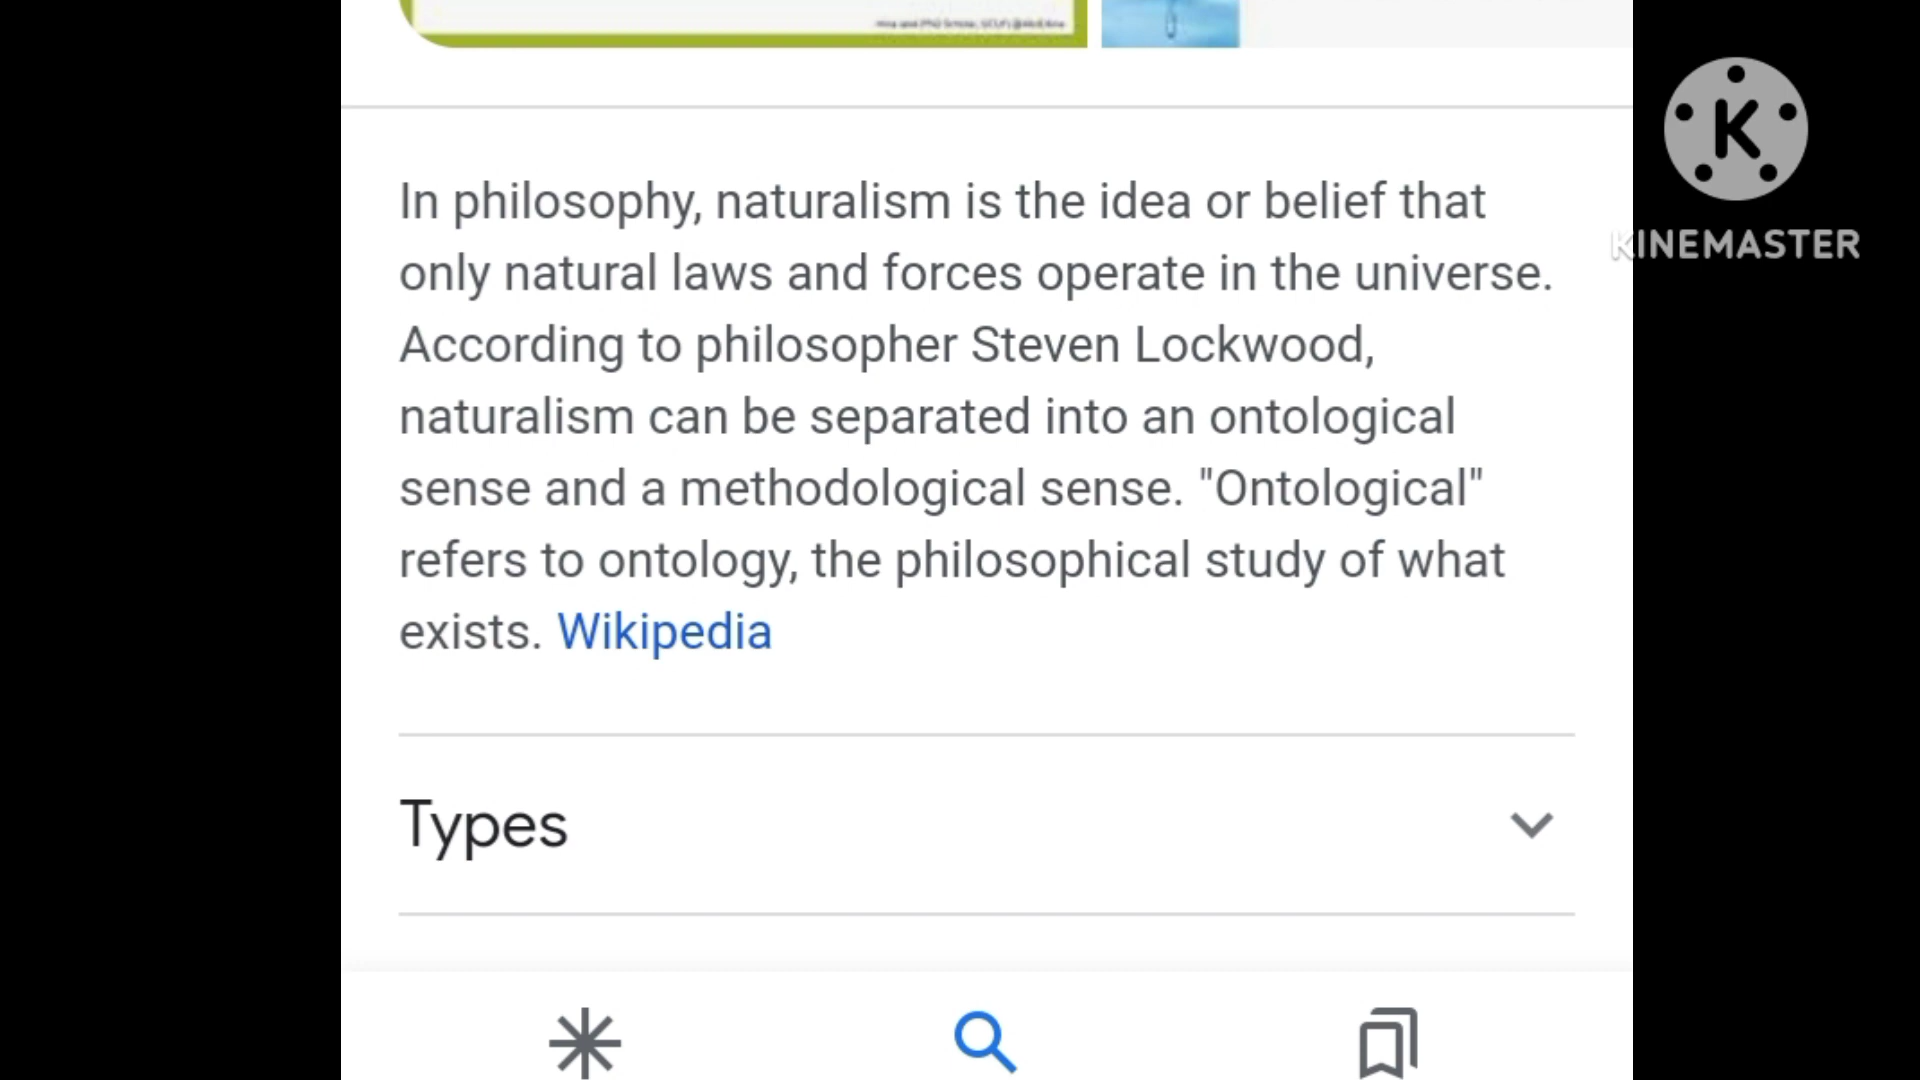 KINEMASTER
In philosophy, naturalism is the idea or belief that
only natural laws and forces operate in the universe.
According to philosopher Steven Lockwood,
naturalism can be separated into an ontological
sense and a methodological sense. "Ontological"
refers to ontology, the philosophical study of what
exists. Wikipedia
Types